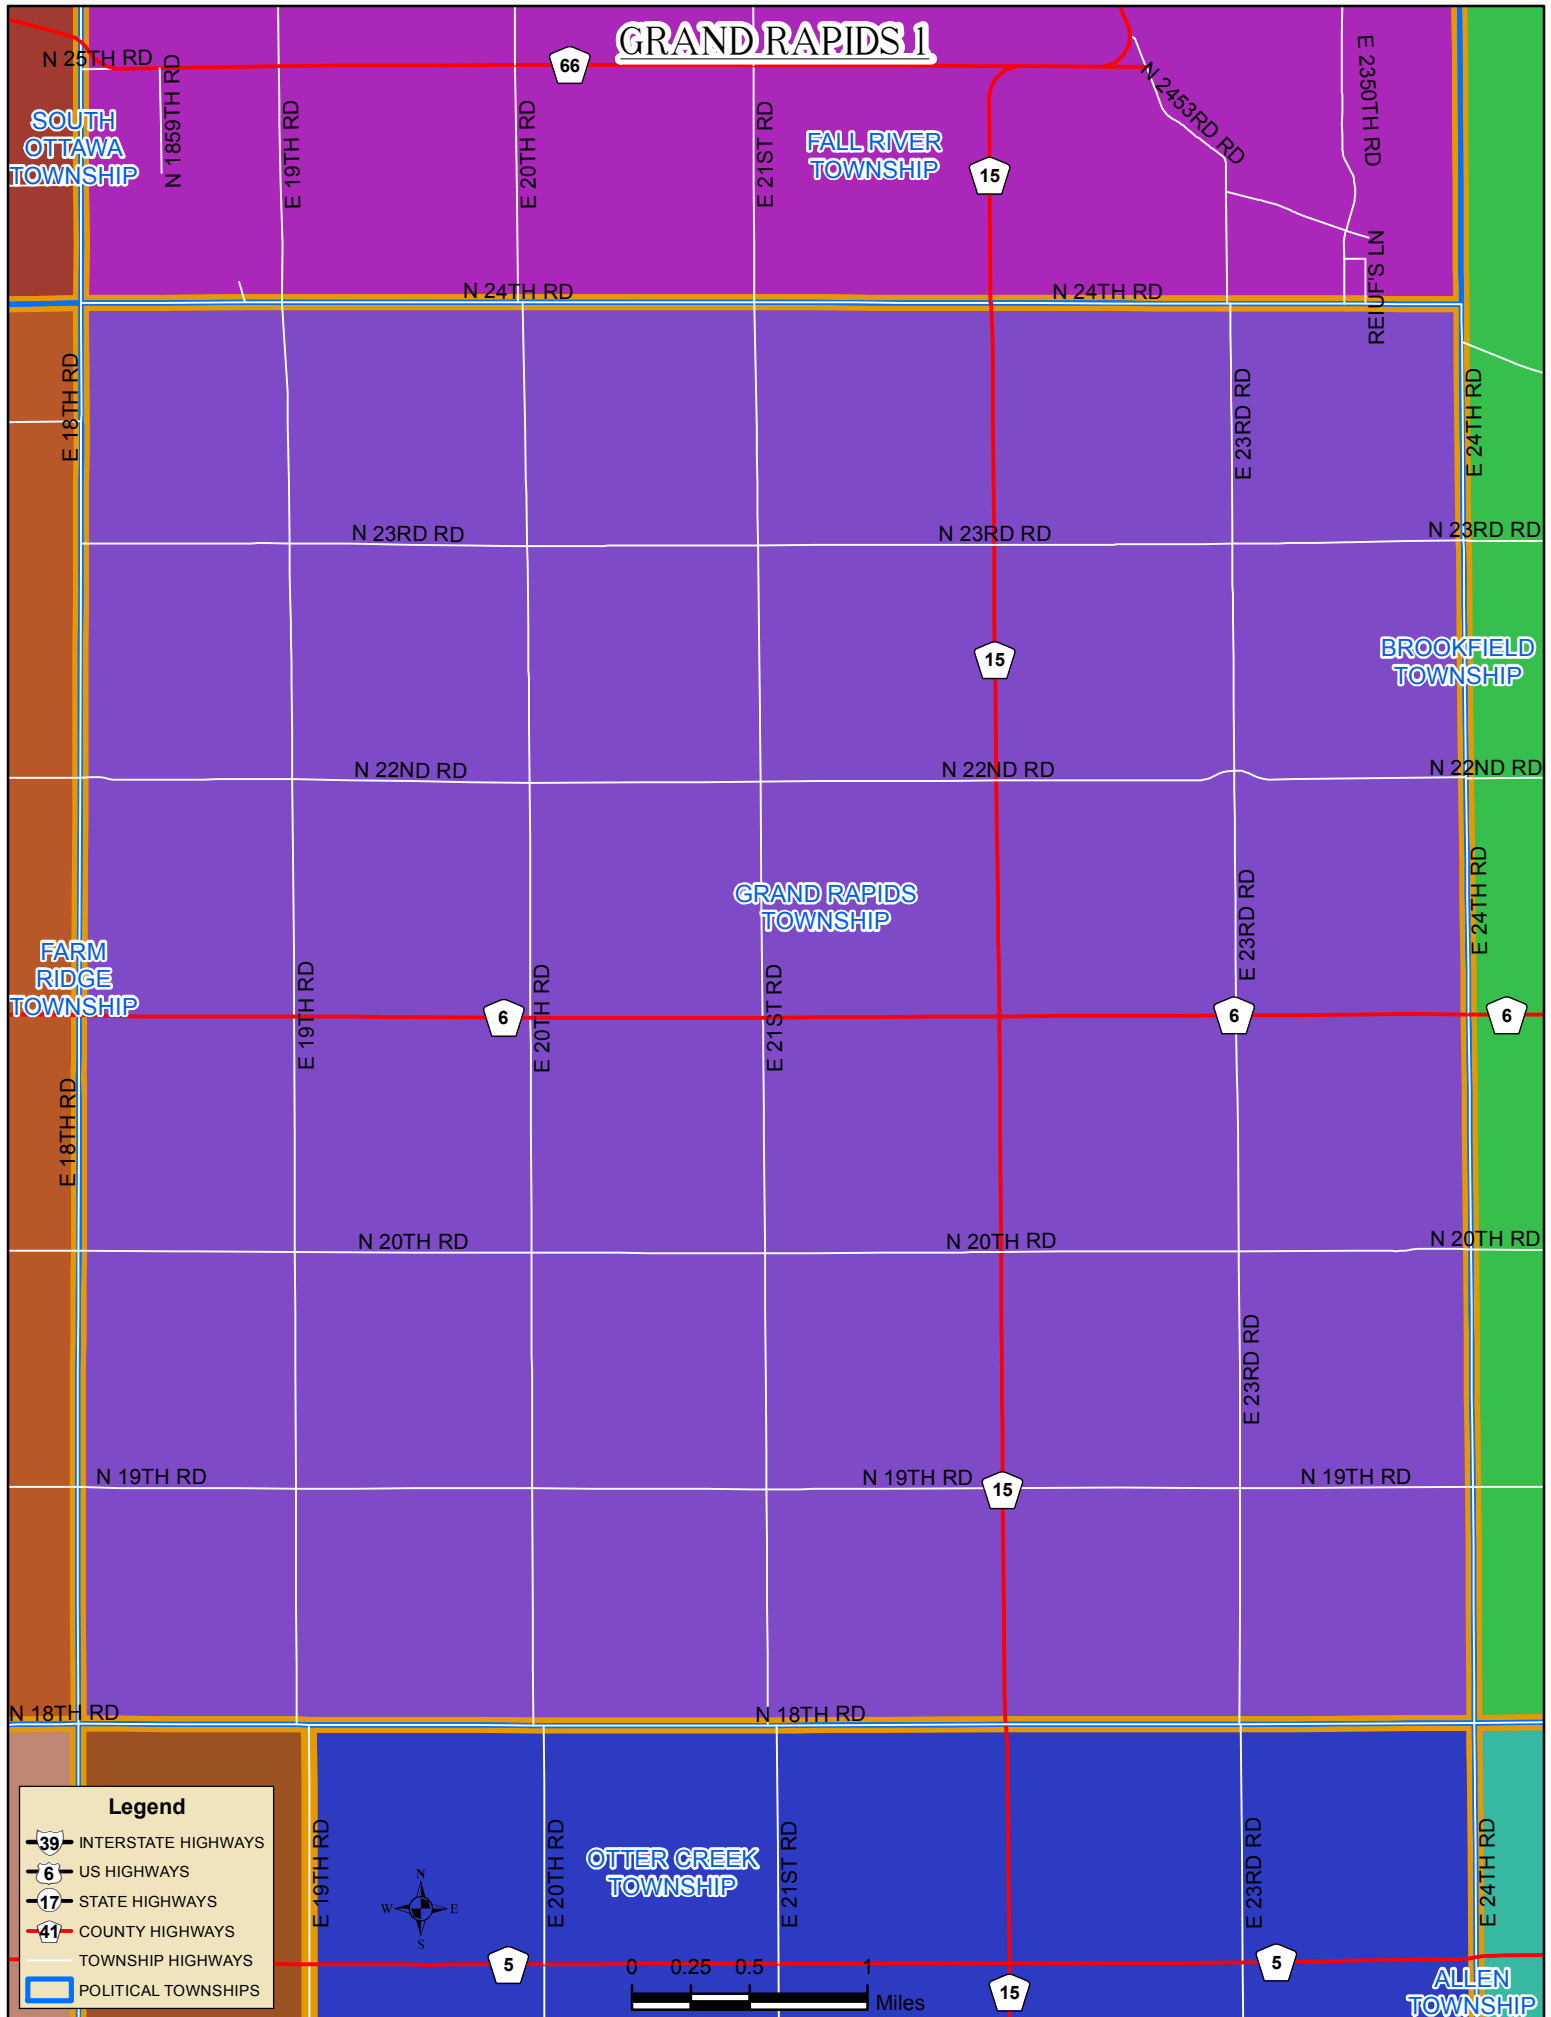 GRAND RAPIDS 1
N 25TH RD
66
N 1859TH RD
E 19TH RD
E 20TH RD
E 21ST RD
N 2453RD RD
E 2350TH RD
SOUTH
OTTAWA
TOWNSHIP
FALL RIVER
TOWNSHIP
15
REIUF'S LN
N 24TH RD
N 24TH RD
E 18TH RD
E 23RD RD
E 24TH RD
N 23RD RD
N 23RD RD
N 23RD RD
15
BROOKFIELD
TOWNSHIP
N 22ND RD
N 22ND RD
N 22ND RD
GRAND RAPIDS
TOWNSHIP
E 23RD RD
E 24TH RD
FARM
RIDGE
TOWNSHIP
E 19TH RD
E 20TH RD
E 21ST RD
6
6
6
E 18TH RD
N 20TH RD
N 20TH RD
N 20TH RD
E 23RD RD
N 19TH RD
N 19TH RD
15
N 19TH RD
N 18TH RD
N 18TH RD
Legend
39 INTERSTATE HIGHWAYS
6 US HIGHWAYS
17 STATE HIGHWAYS
41 COUNTY HIGHWAYS
TOWNSHIP HIGHWAYS
POLITICAL TOWNSHIPS
E 19TH RD
N
W E
S
E 20TH RD
OTTER CREEK
TOWNSHIP
E 21ST RD
E 23RD RD
E 24TH RD
5
0 0.25 0.5 1
Miles
15
5
ALLEN
TOWNSHIP